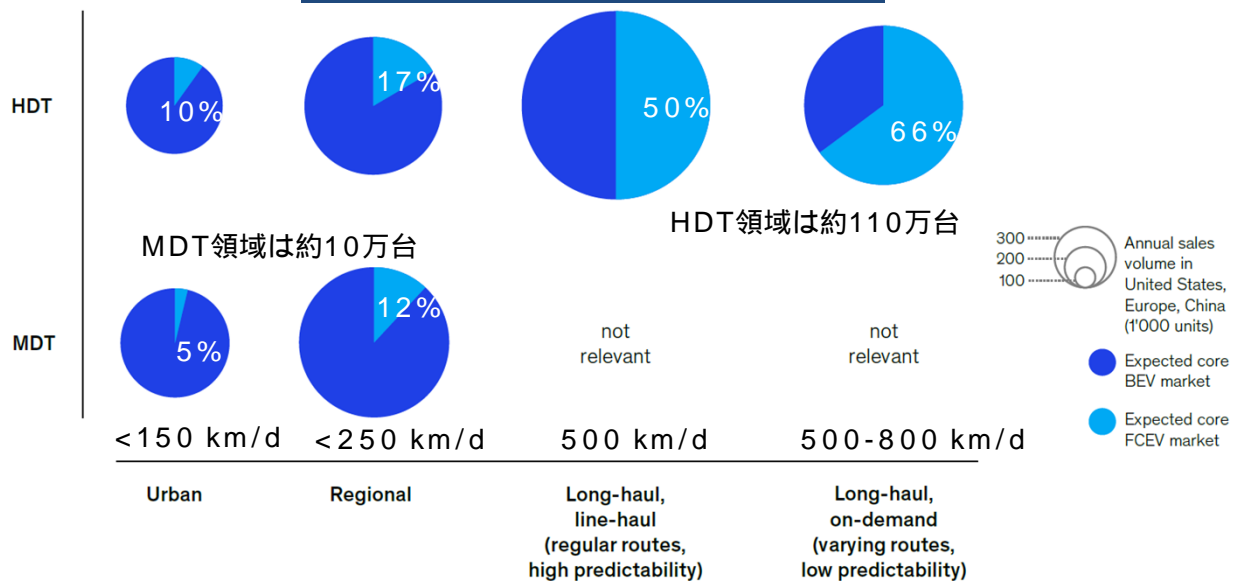 HDT
10%
17%
50%
66%
MDT領域は約10万台
HDT領域は約110万台
300
200
100
Annual sales
volume in
United States,
Europe, China
(1'000 units)
MDT
5%
12%
not
relevant
not
relevant
Expected core
BEV market
Expected core
FCEV market
<150 km/d
<250 km/d
500 km/d
500-800 km/d
Urban
Regional
Long-haul,
line-haul
(regular routes,
high predictability)
Long-haul,
on-demand
(varying routes,
low predictability)